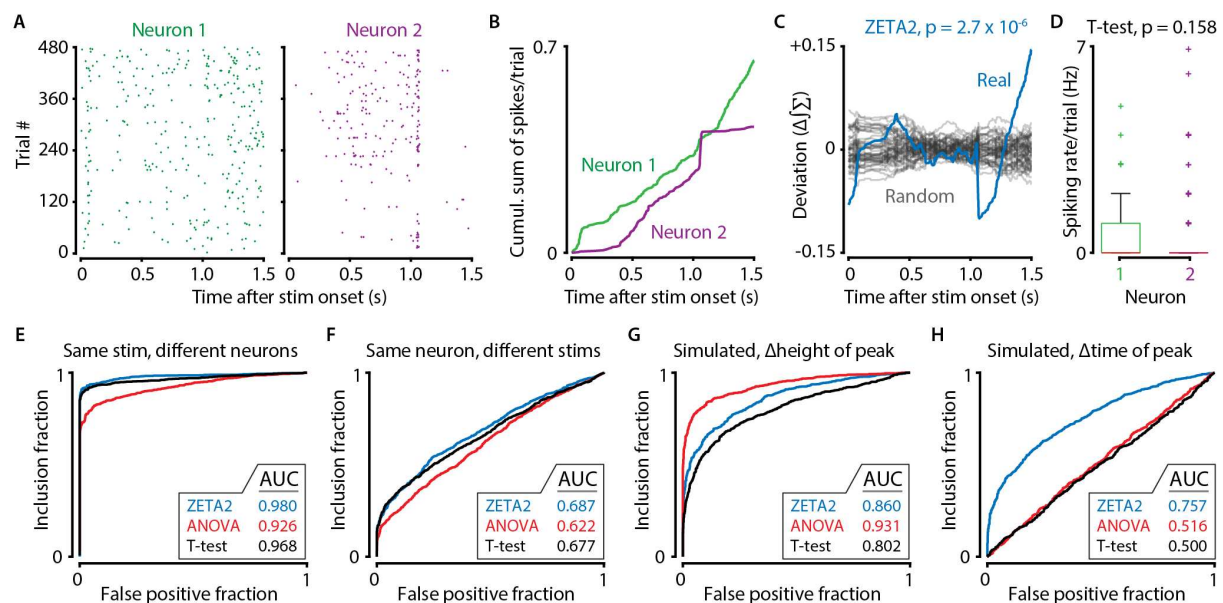 A
Neuron 1
Neuron 2
Trial #
480
360
240
120
0
0
0.5
1.0
1.5
0
0.5
1.0
1.5
Time after stim onset (s)
B
Cumul. sum of spikes/trial
0.7
0
Neuron 1
Neuron 2
0
0.5
1.0
1.5
Time after stim onset (s)
C
ZETA2, p = 2.7 x 10⁻⁶
Deviation (Δ∫∑)
+0.15
0
-0.15
Real
Random
0
0.5
1.0
1.5
Time after stim onset (s)
D
T-test, p = 0.158
Spiking rate/trial (Hz)
7
0
1
2
Neuron
E
Same stim, different neurons
Inclusion fraction
1
0
AUC
ZETA2 0.980
ANOVA 0.926
T-test 0.968
0
1
False positive fraction
F
Same neuron, different stims
Inclusion fraction
1
0
AUC
ZETA2 0.687
ANOVA 0.622
T-test 0.677
0
1
False positive fraction
G
Simulated, Δheight of peak
Inclusion fraction
1
0
AUC
ZETA2 0.860
ANOVA 0.931
T-test 0.802
0
1
False positive fraction
H
Simulated, Δtime of peak
Inclusion fraction
1
0
AUC
ZETA2 0.757
ANOVA 0.516
T-test 0.500
0
1
False positive fraction